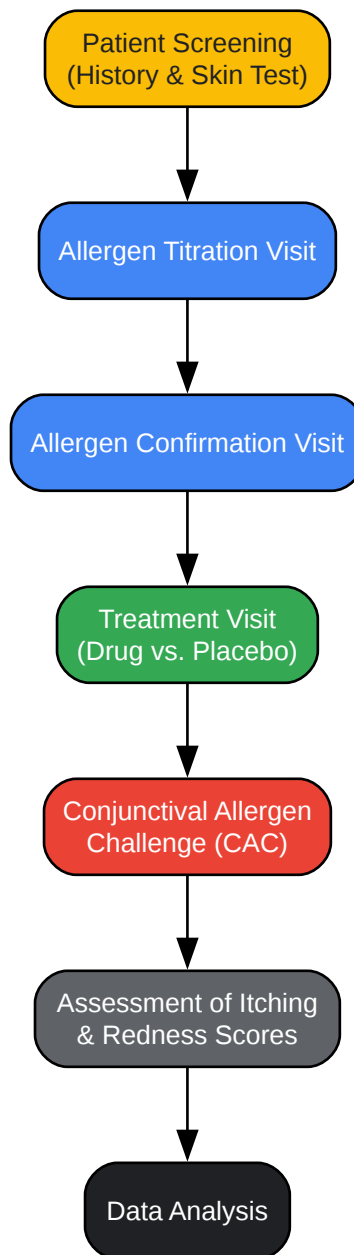 Patient Screening
(History & Skin Test)
Allergen Titration Visit
Allergen Confirmation Visit
Treatment Visit
(Drug vs. Placebo)
Conjunctival Allergen
Challenge (CAC)
Assessment of Itching
& Redness Scores
Data Analysis